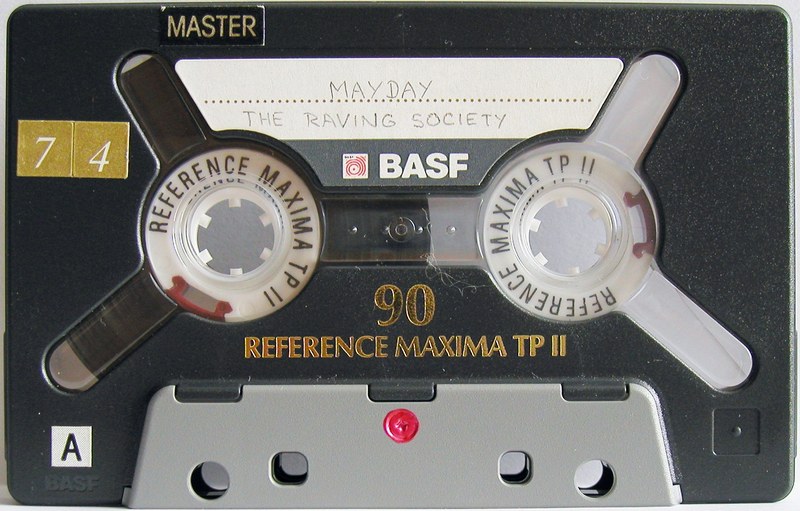 MASTER
MAYDAY
THE RAVING SOCIETY
7 4
BASF
REFERENCE MAXIMA TP II
REFERENCE MAXIMA TP II
90
REFERENCE MAXIMA TP II
A
BASF